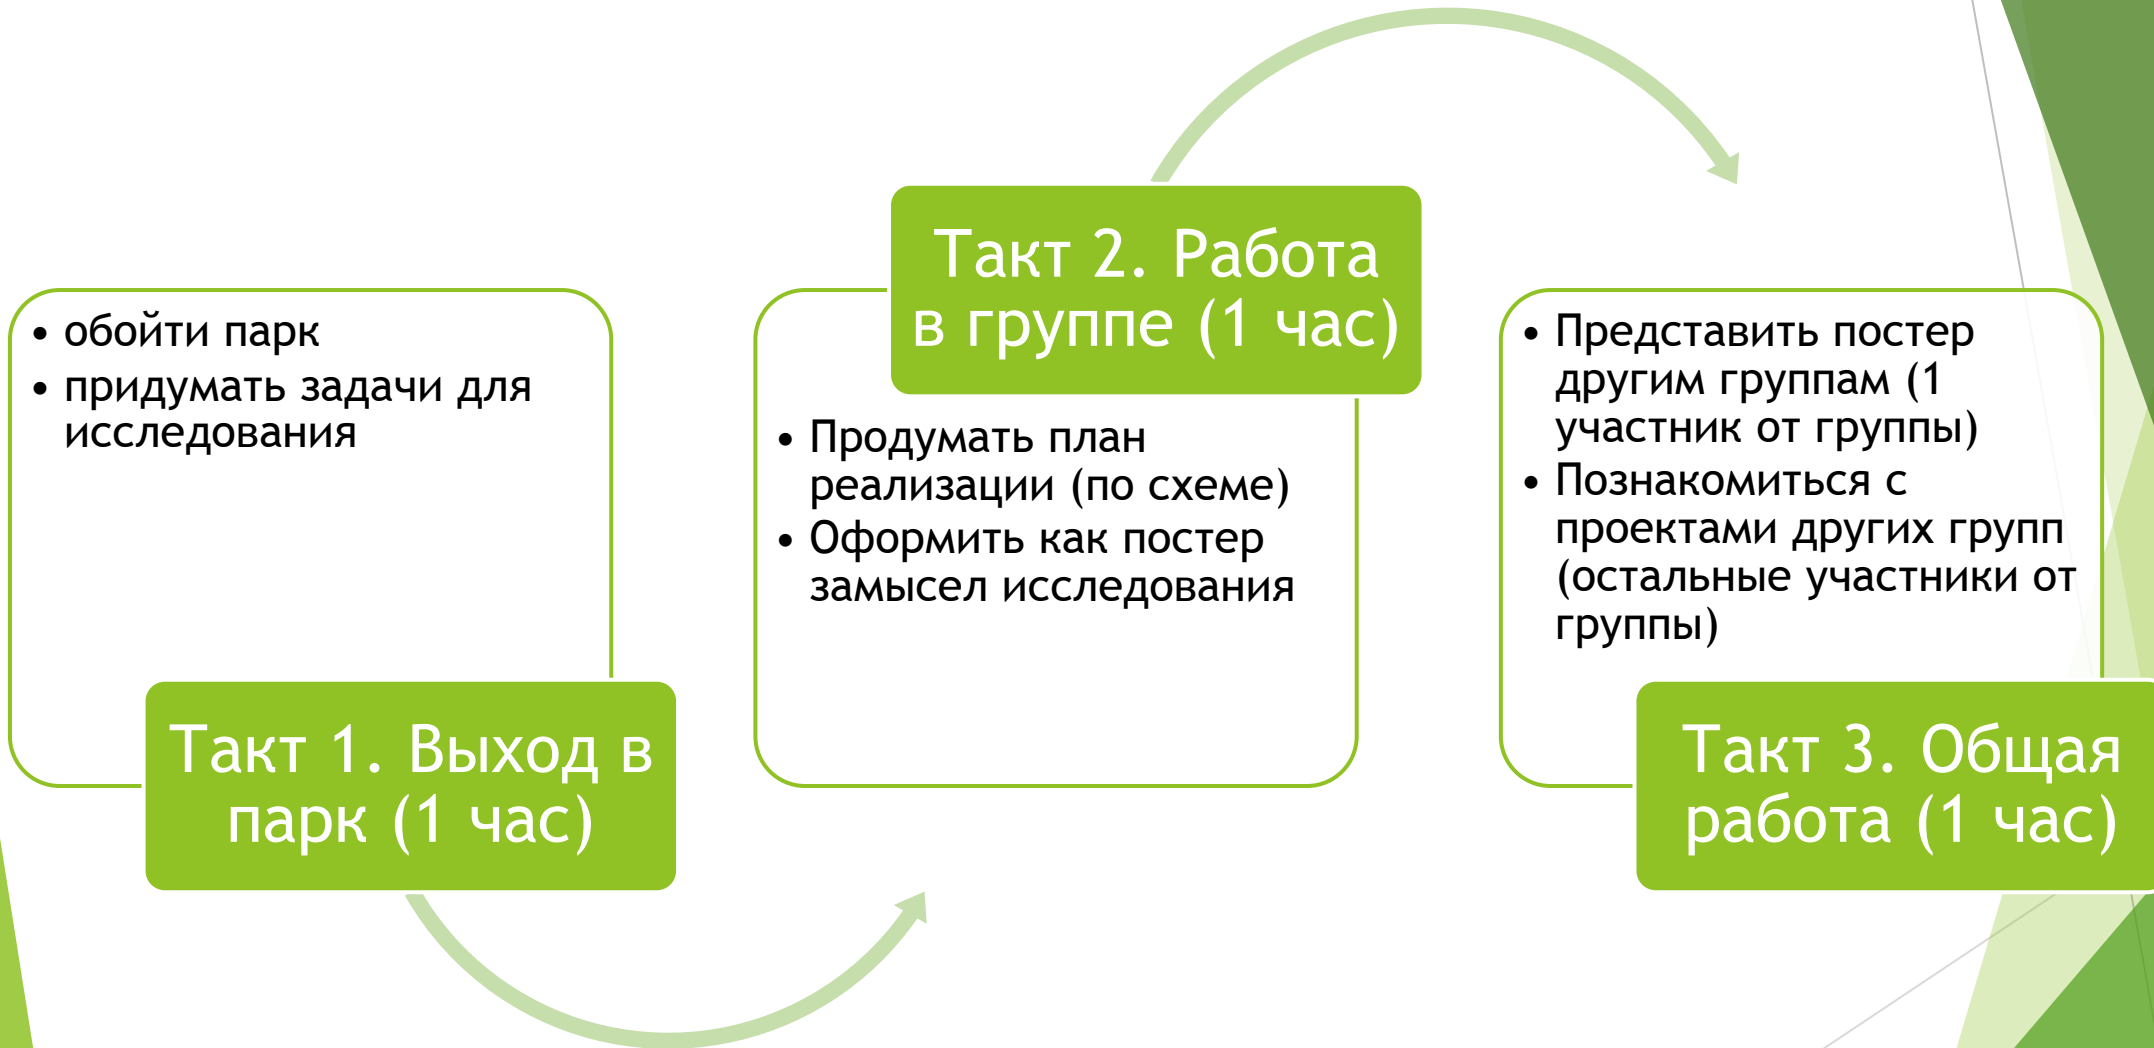 • обойти парк
• придумать задачи для
исследования
Такт 1. Выход в
парк (1 час)
Такт 2. Работа
в группе (1 час)
• Продумать план
реализации (по схеме)
• Оформить как постер
замысел исследования
• Представить постер
другим группам (1
участник от группы)
• Познакомиться с
проектами других групп
(остальные участники от
группы)
Такт 3. Общая
работа (1 час)